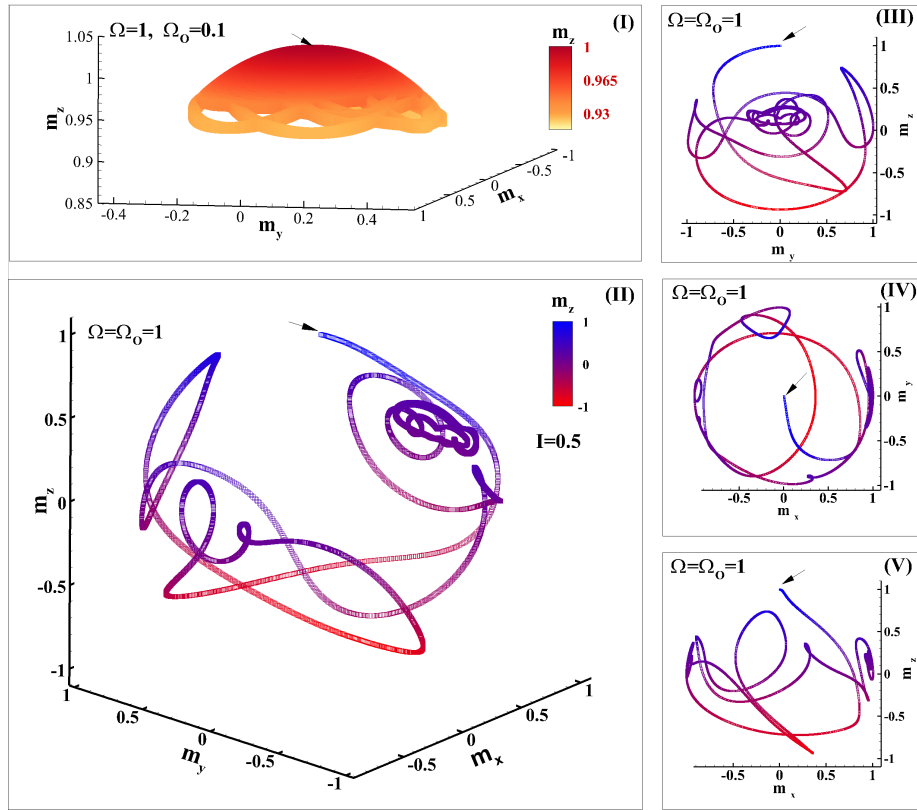 (I)
Ω=1, Ω_O=0.1
m_z
1
0.965
0.93
1.05
1
0.95
0.9
0.85
m_z
-0.4 -0.2 0 0.2 0.4
m_y
1 0.5 0 -0.5 -1
m_x
(II)
Ω=Ω_O=1
m_z
1
0
-1
I=0.5
1
0.5
0
-0.5
-1
m_z
1 0.5 0 -0.5 -1
m_y
-0.5 0 0.5 1
m_x
(III)
Ω=Ω_O=1
1
0.5
0
-0.5
-1
m_z
-1 -0.5 0 0.5 1
m_y
(IV)
Ω=Ω_O=1
1
0.5
0
-0.5
-1
m_y
-0.5 0 0.5 1
m_x
(V)
Ω=Ω_O=1
1
0.5
0
-0.5
-1
m_z
-0.5 0 0.5 1
m_x